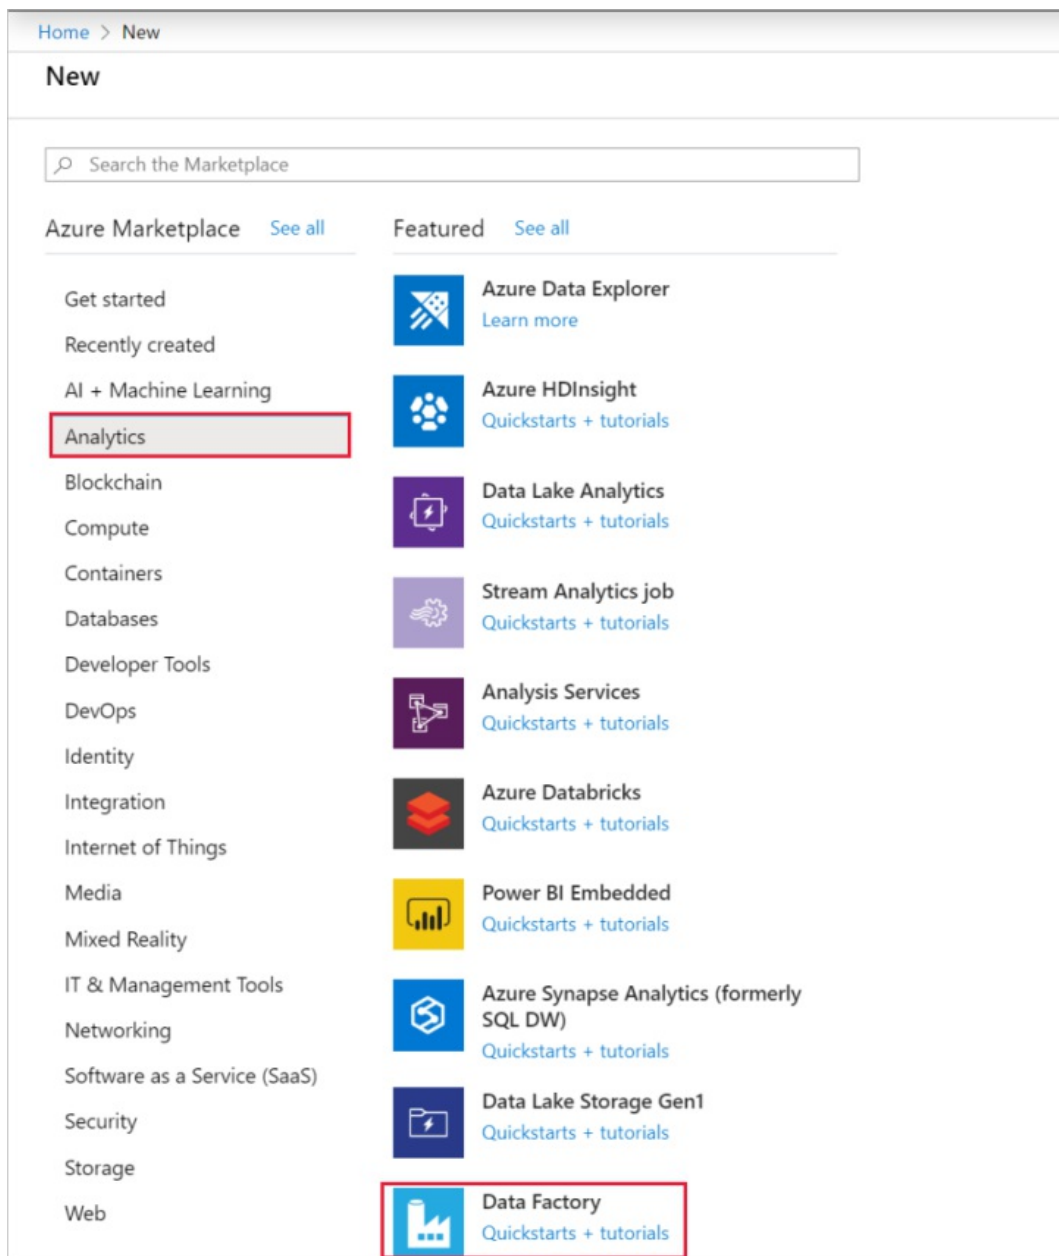 Home > New
New
Search the Marketplace
Azure Marketplace See all
Get started
Recently created
AI + Machine Learning
Analytics
Blockchain
Compute
Containers
Databases
Developer Tools
DevOps
Identity
Integration
Internet of Things
Media
Mixed Reality
IT & Management Tools
Networking
Software as a Service (SaaS)
Security
Storage
Web
Featured See all
Azure Data Explorer
Learn more
Azure HDInsight
Quickstarts + tutorials
Data Lake Analytics
Quickstarts + tutorials
Stream Analytics job
Quickstarts + tutorials
Analysis Services
Quickstarts + tutorials
Azure Databricks
Quickstarts + tutorials
Power BI Embedded
Quickstarts + tutorials
Azure Synapse Analytics (formerly
SQL DW)
Quickstarts + tutorials
Data Lake Storage Gen1
Quickstarts + tutorials
Data Factory
Quickstarts + tutorials